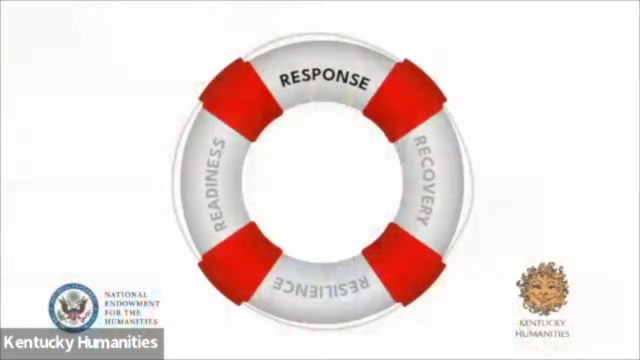 RESPONSE
READINESS
RECOVERY
RESILIENCE
NATIONAL
ENDOWMENT
FOR THE
HUMANITIES
KENTUCKY
HUMANITIES
Kentucky Humanities